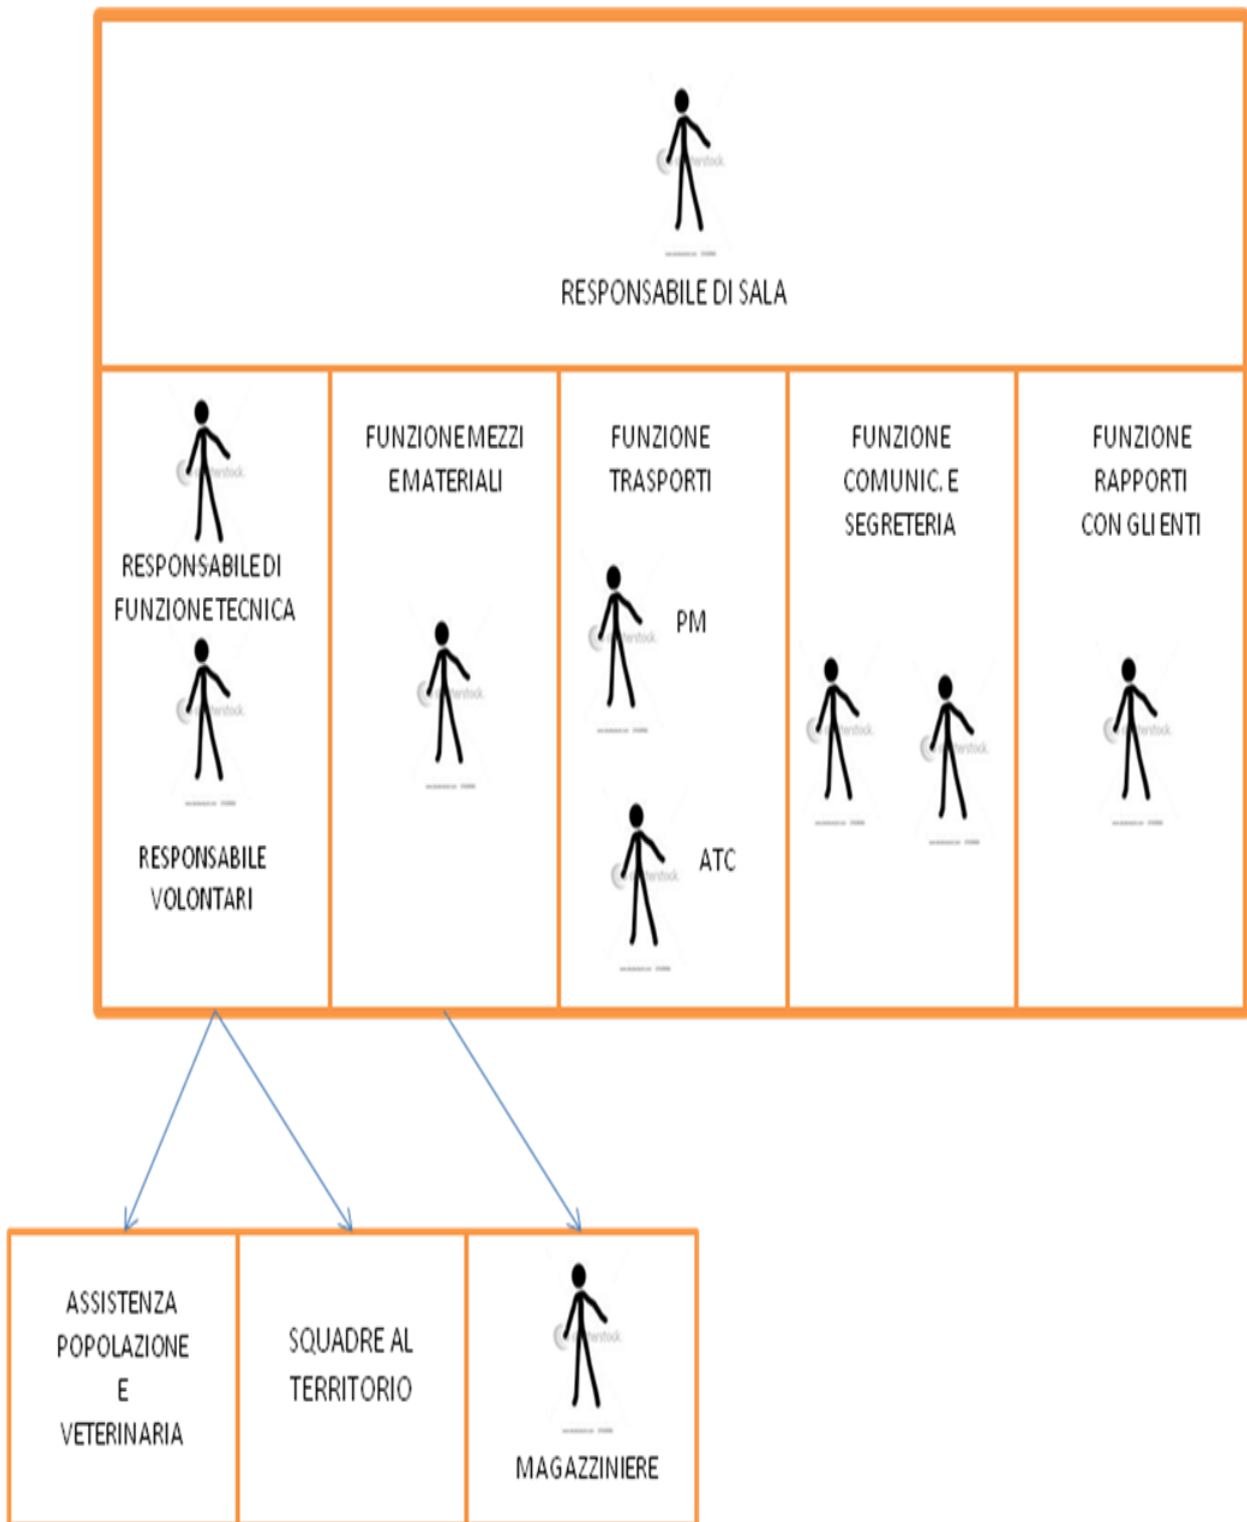 RESPONSABILE DI SALA
RESPONSABILE DI
FUNZIONE TECNICA
RESPONSABILE
VOLONTARI
FUNZIONE MEZZI
E MATERIALI
FUNZIONE
TRASPORTI
PM
ATC
FUNZIONE
COMUNIC. E
SEGRETERIA
FUNZIONE
RAPPORTI
CON GLI ENTI
ASSISTENZA
POPOLAZIONE
E
VETERINARIA
SQUADRE AL
TERRITORIO
MAGAZZINIERE